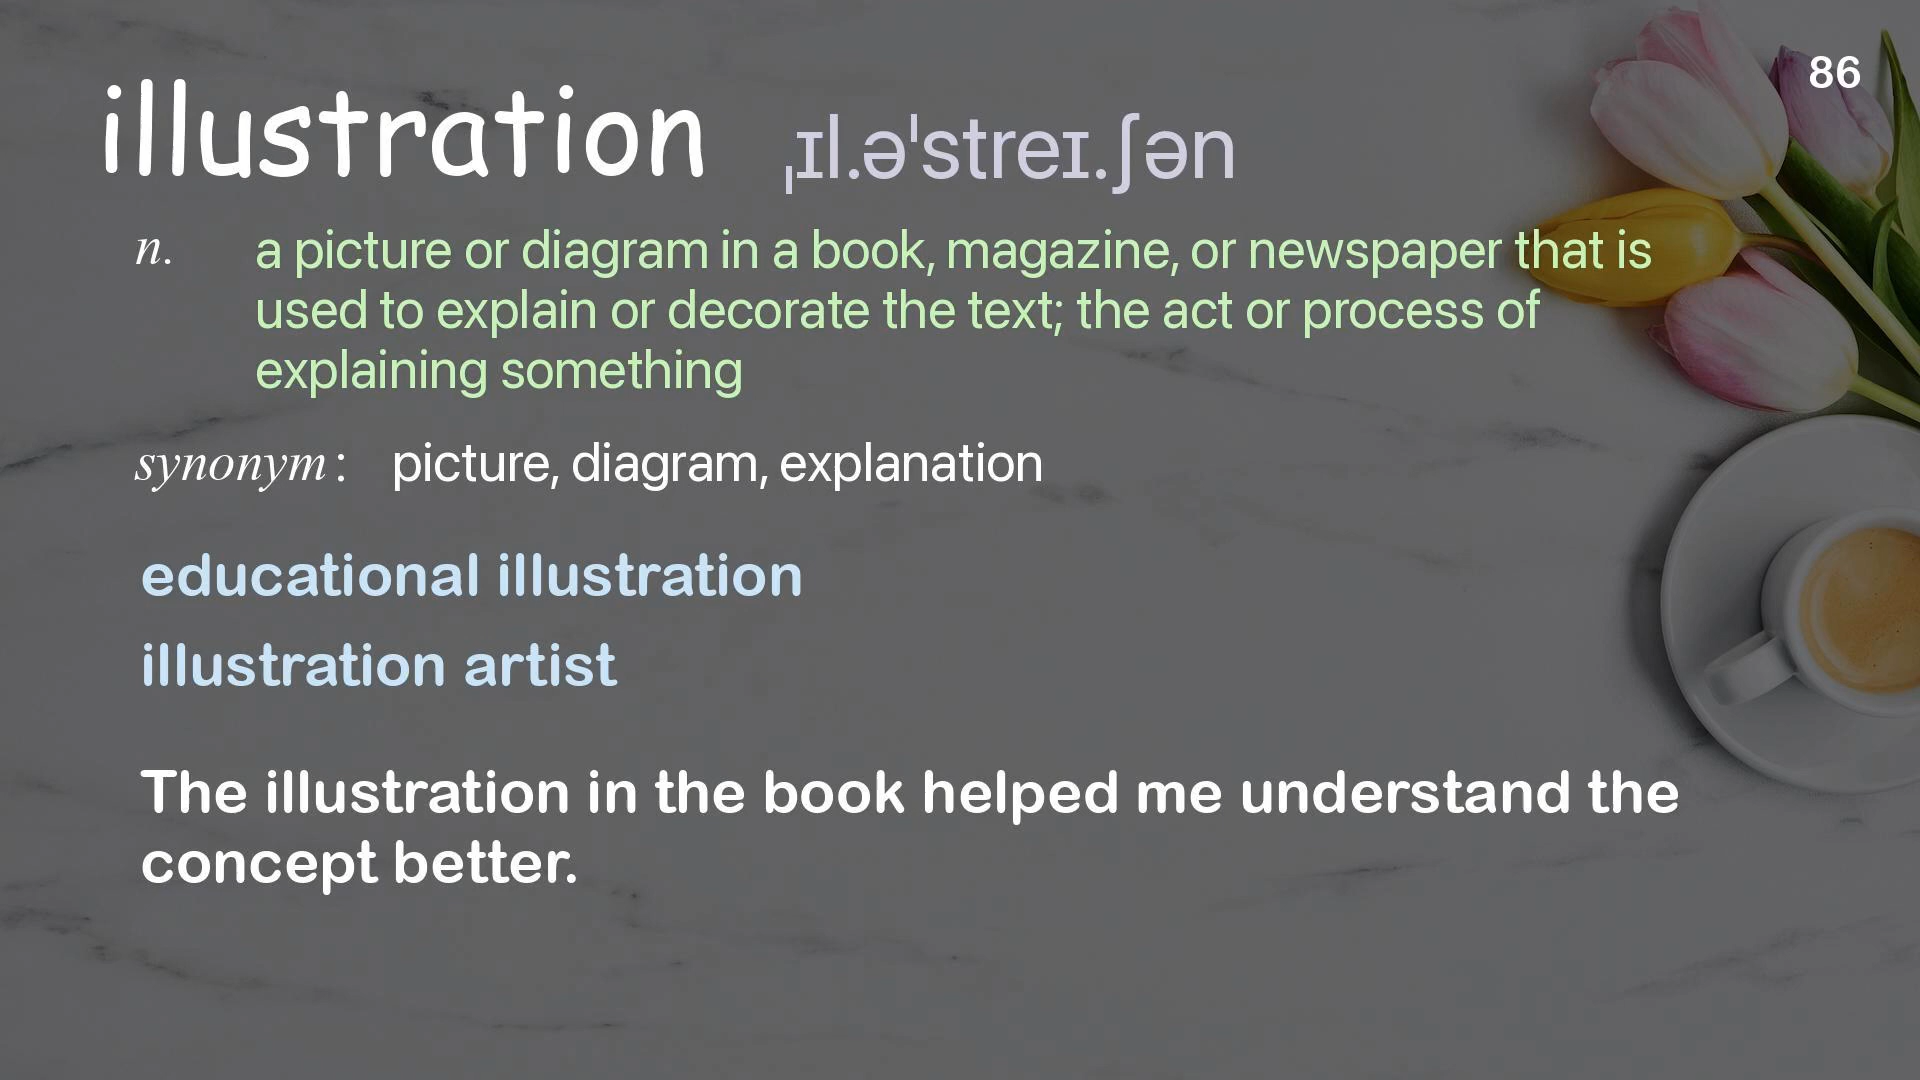 86
illustration ˌɪl.əˈstreɪ.ʃən
n. a picture or diagram in a book, magazine, or newspaper that is
used to explain or decorate the text; the act or process of
explaining something
synonym: picture, diagram, explanation
educational illustration
illustration artist
The illustration in the book helped me understand the
concept better.